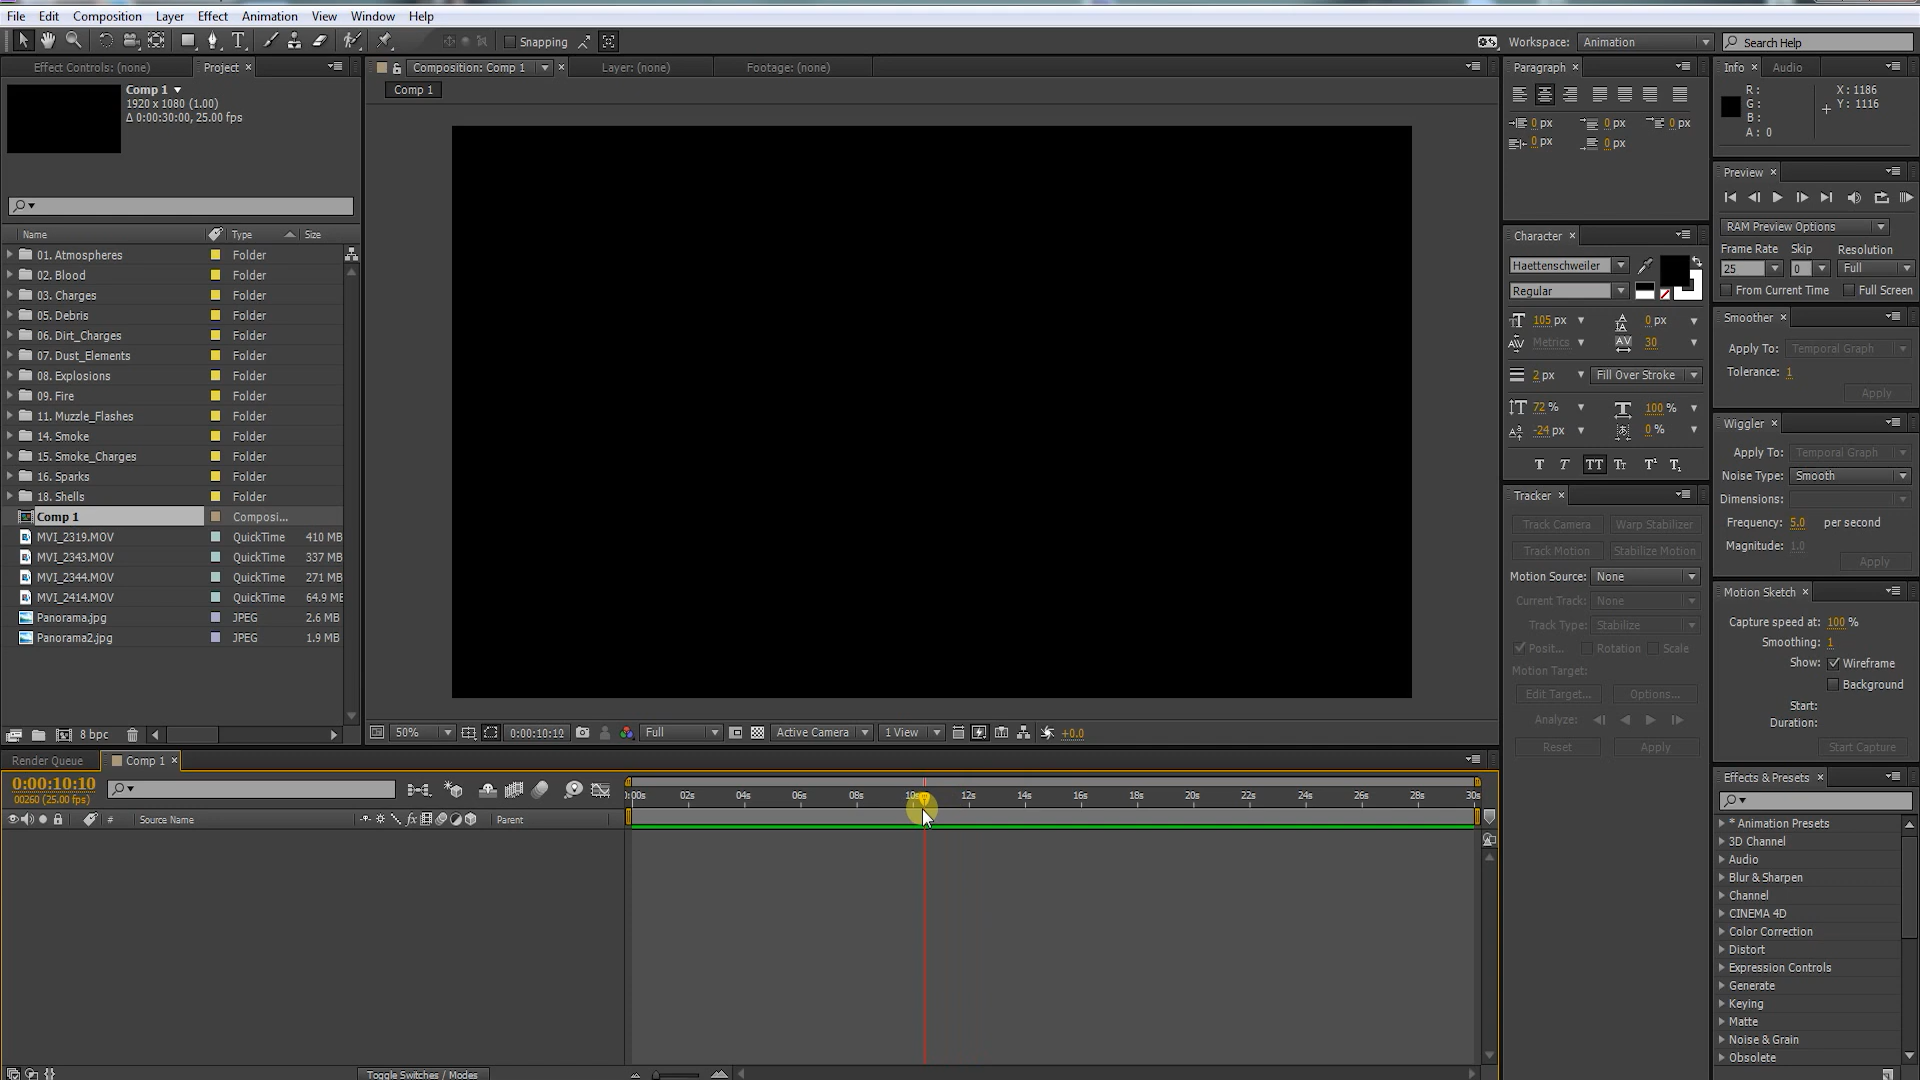 File Edit Composition Layer Effect Animation View Window Help
Snapping
Workspace: Animation
Search Help
Effect Controls: (none)
Project
Composition: Comp 1
Layer: (none)
Footage: (none)
Comp 1
Comp 1
1920 x 1080 (1.00)
Δ 0:00:30:00, 25.00 fps
Name Type Size
01. Atmospheres Folder
02. Blood Folder
03. Charges Folder
05. Debris Folder
06. Dirt_Charges Folder
07. Dust_Elements Folder
08. Explosions Folder
09. Fire Folder
11. Muzzle_Flashes Folder
14. Smoke Folder
15. Smoke_Charges Folder
16. Sparks Folder
18. Shells Folder
Comp 1 Composi...
MVI_2319.MOV QuickTime 410 MB
MVI_2343.MOV QuickTime 337 MB
MVI_2344.MOV QuickTime 271 MB
MVI_2414.MOV QuickTime 64.9 ME
Panorama.jpg JPEG 2.6 MB
Panorama2.jpg JPEG 1.9 MB
8 bpc
50% 0:00:10:10 Full Active Camera 1 View +0.0
Paragraph
0 px 0 px 0 px
0 px 0 px
Character
Haettenschweiler
Regular
105 px 0 px
Metrics 30
2 px Fill Over Stroke
72 % 100 %
-24 px 0 %
T T TT Tr T¹ T₁
Tracker
Track Camera Warp Stabilizer
Track Motion Stabilize Motion
Motion Source: None
Current Track: None
Track Type: Stabilize
Posit... Rotation Scale
Motion Target:
Edit Target... Options...
Analyze:
Reset Apply
Info Audio
R: X: 1186
G: Y: 1116
B:
A: 0
Preview
RAM Preview Options
Frame Rate Skip Resolution
25 0 Full
From Current Time Full Screen
Smoother
Apply To: Temporal Graph
Tolerance: 1
Apply
Wiggler
Apply To: Temporal Graph
Noise Type: Smooth
Dimensions:
Frequency: 5.0 per second
Magnitude: 1.0
Apply
Motion Sketch
Capture speed at: 100 %
Smoothing: 1
Show: Wireframe
Background
Start:
Duration:
Start Capture
Effects & Presets
* Animation Presets
3D Channel
Audio
Blur & Sharpen
Channel
CINEMA 4D
Color Correction
Distort
Expression Controls
Generate
Keying
Matte
Noise & Grain
Obsolete
Render Queue
Comp 1
0:00:10:10
00260 (25.00 fps)
# Source Name Parent
:00s 02s 04s 06s 08s 10s 12s 14s 16s 18s 20s 22s 24s 26s 28s 30s
Toggle Switches / Modes